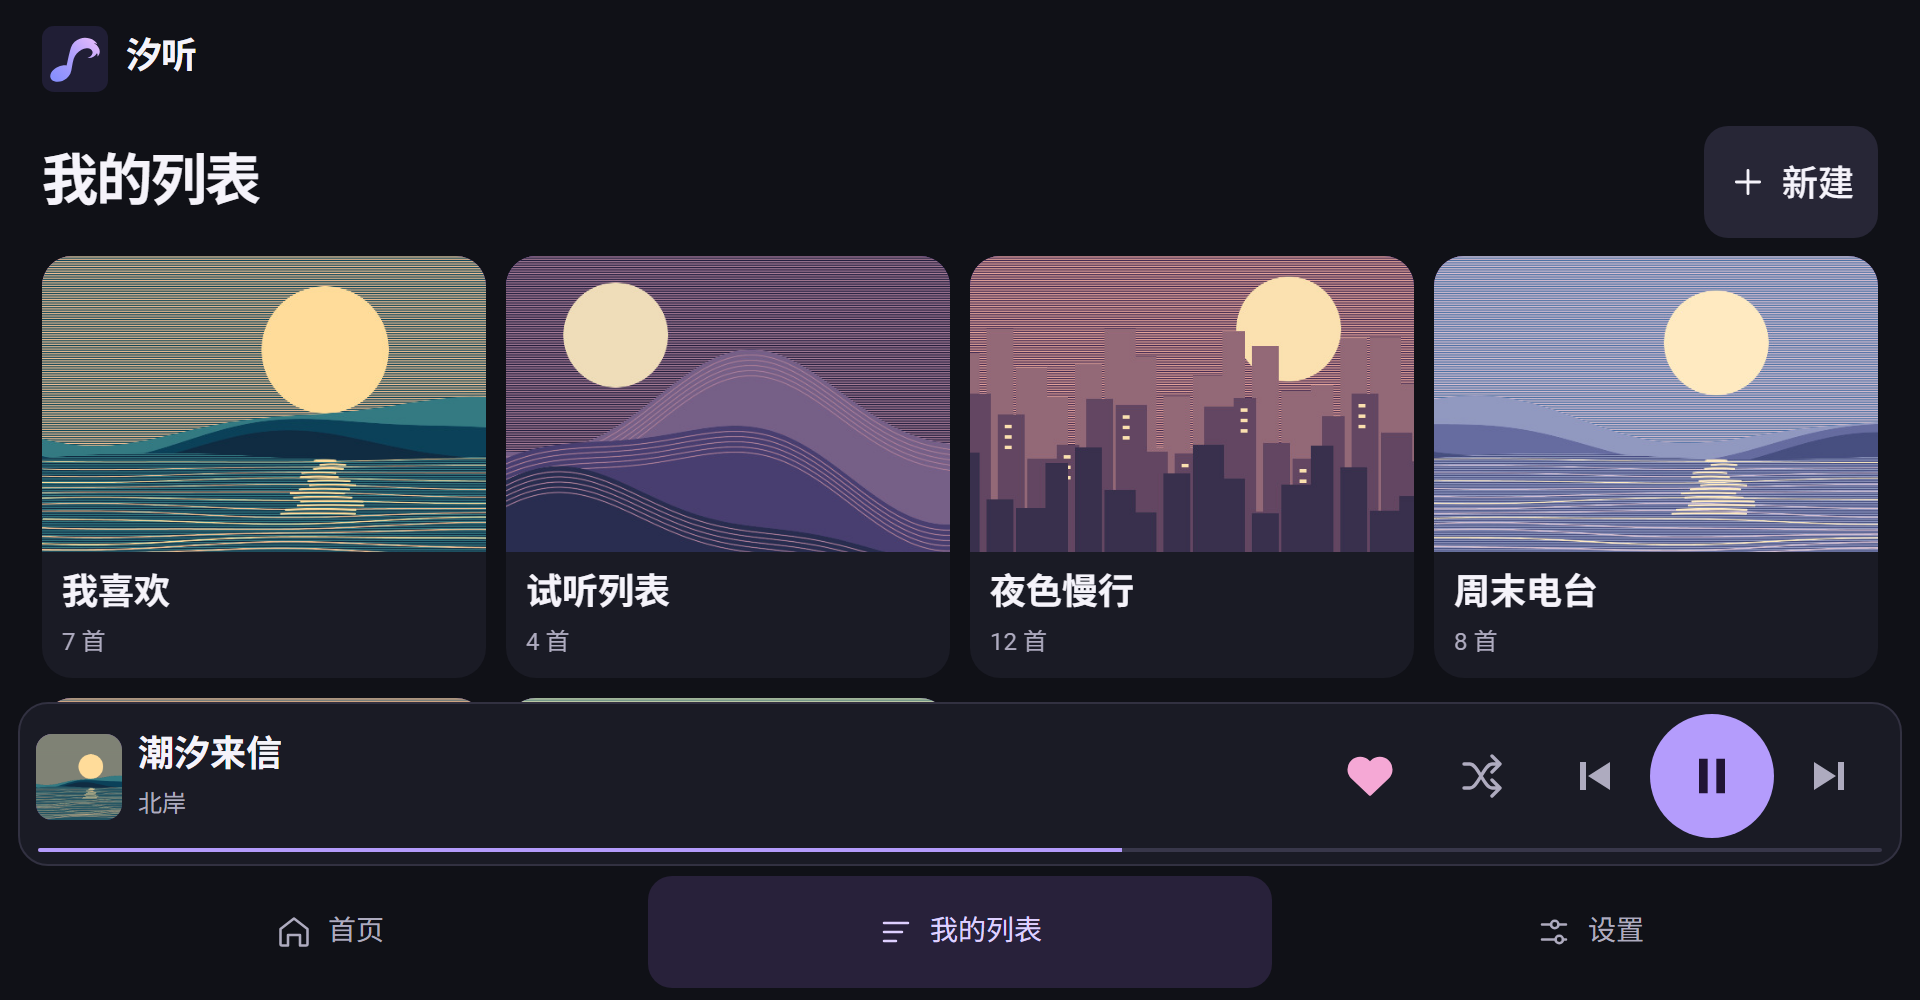 汐听
我的列表
新建
我喜欢
7 首
试听列表
4 首
夜色慢行
12 首
周末电台
8 首
潮汐来信
北岸
首页
我的列表
设置